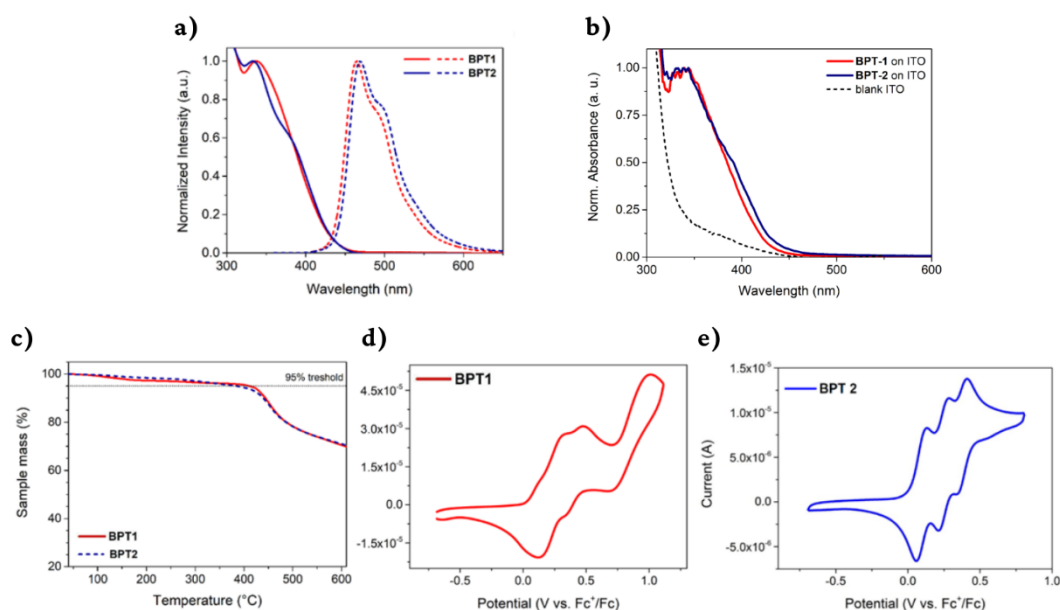 a)
BPT1
BPT2
Normalized Intensity (a.u.)
1.0
0.8
0.6
0.4
0.2
0.0
300
400
500
600
Wavelength (nm)
b)
BPT-1 on ITO
BPT-2 on ITO
blank ITO
Norm. Absorbance (a. u.)
1.00
0.75
0.50
0.25
0.00
300
400
500
600
Wavelength (nm)
c)
95% treshold
Sample mass (%)
100
90
80
70
60
50
40
30
20
BPT1
BPT2
100
200
300
400
500
600
Temperature (°C)
d)
BPT1
4.5x10⁻⁵
3.0x10⁻⁵
1.5x10⁻⁵
0.0
-1.5x10⁻⁵
-0.5
0.0
0.5
1.0
Potential (V vs. Fc⁺/Fc)
e)
BPT 2
Current (A)
1.5x10⁻⁵
1.0x10⁻⁵
5.0x10⁻⁶
0.0
-5.0x10⁻⁶
-0.5
0.0
0.5
1.0
Potential (V vs. Fc⁺/Fc)